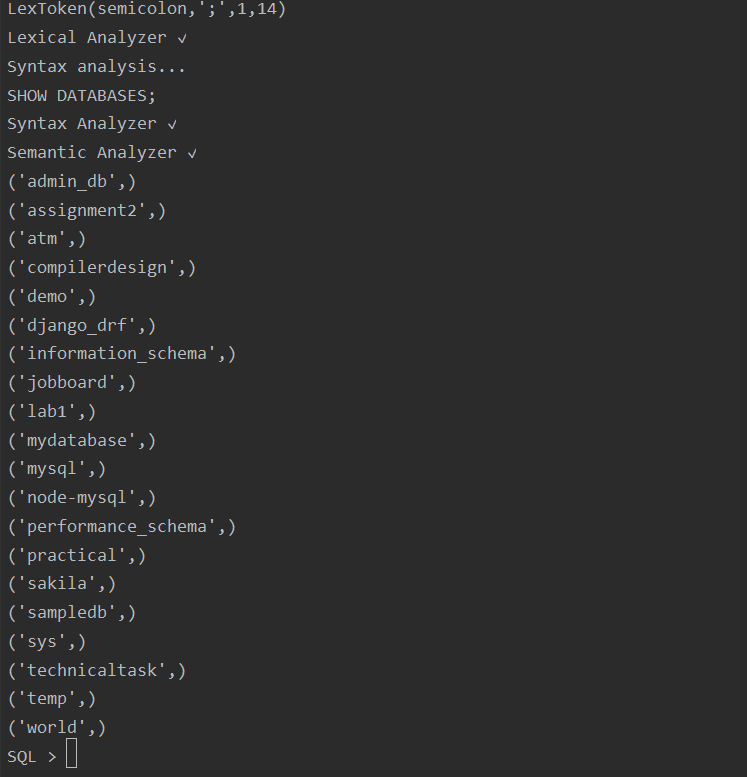 LexToken(semicolon,';',1,14)
Lexical Analyzer ✓
Syntax analysis...
SHOW DATABASES;
Syntax Analyzer ✓
Semantic Analyzer ✓
('admin_db',)
('assignment2',)
('atm',)
('compilerdesign',)
('demo',)
('django_drf',)
('information_schema',)
('jobboard',)
('lab1',)
('mydatabase',)
('mysql',)
('node-mysql',)
('performance_schema',)
('practical',)
('sakila',)
('sampledb',)
('sys',)
('technicaltask',)
('temp',)
('world',)
SQL >